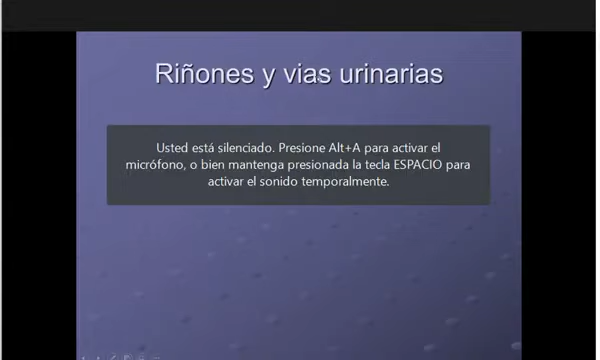 Riñones y vias urinarias
Usted está silenciado. Presione Alt+A para activar el
micrófono, o bien mantenga presionada la tecla ESPACIO para
activar el sonido temporalmente.